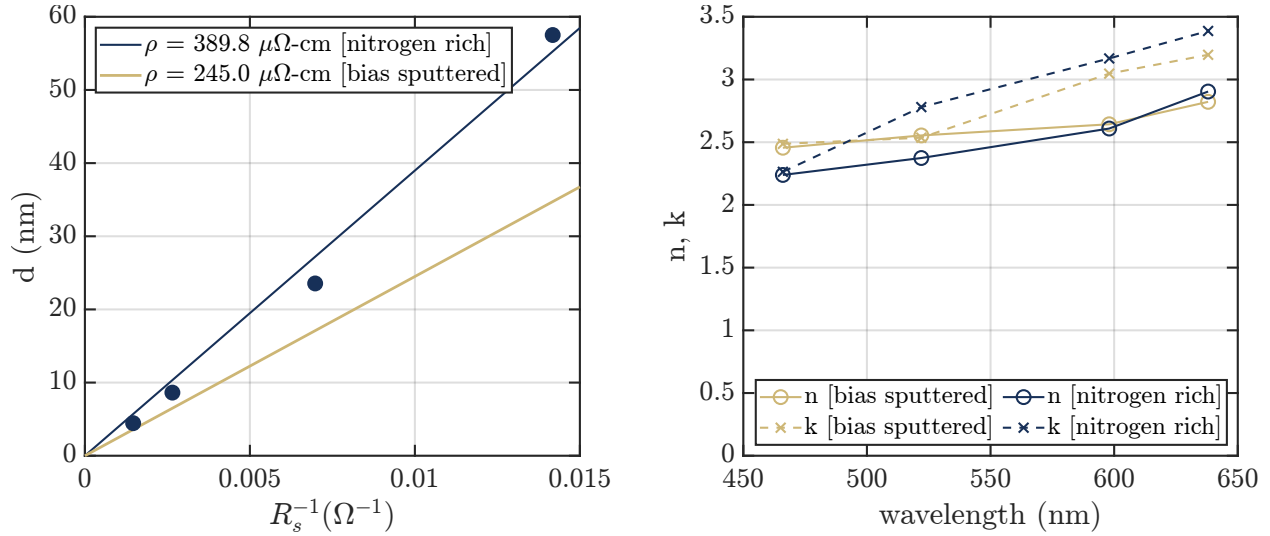 60
50
40
30
20
10
0
d (nm)
ρ = 389.8 μΩ-cm [nitrogen rich]
ρ = 245.0 μΩ-cm [bias sputtered]
0 0.005 0.01 0.015
R_s^{-1}(Ω^{-1})
3.5
3
2.5
2
1.5
1
0.5
0
n, k
n [bias sputtered] n [nitrogen rich]
k [bias sputtered] k [nitrogen rich]
450 500 550 600 650
wavelength (nm)